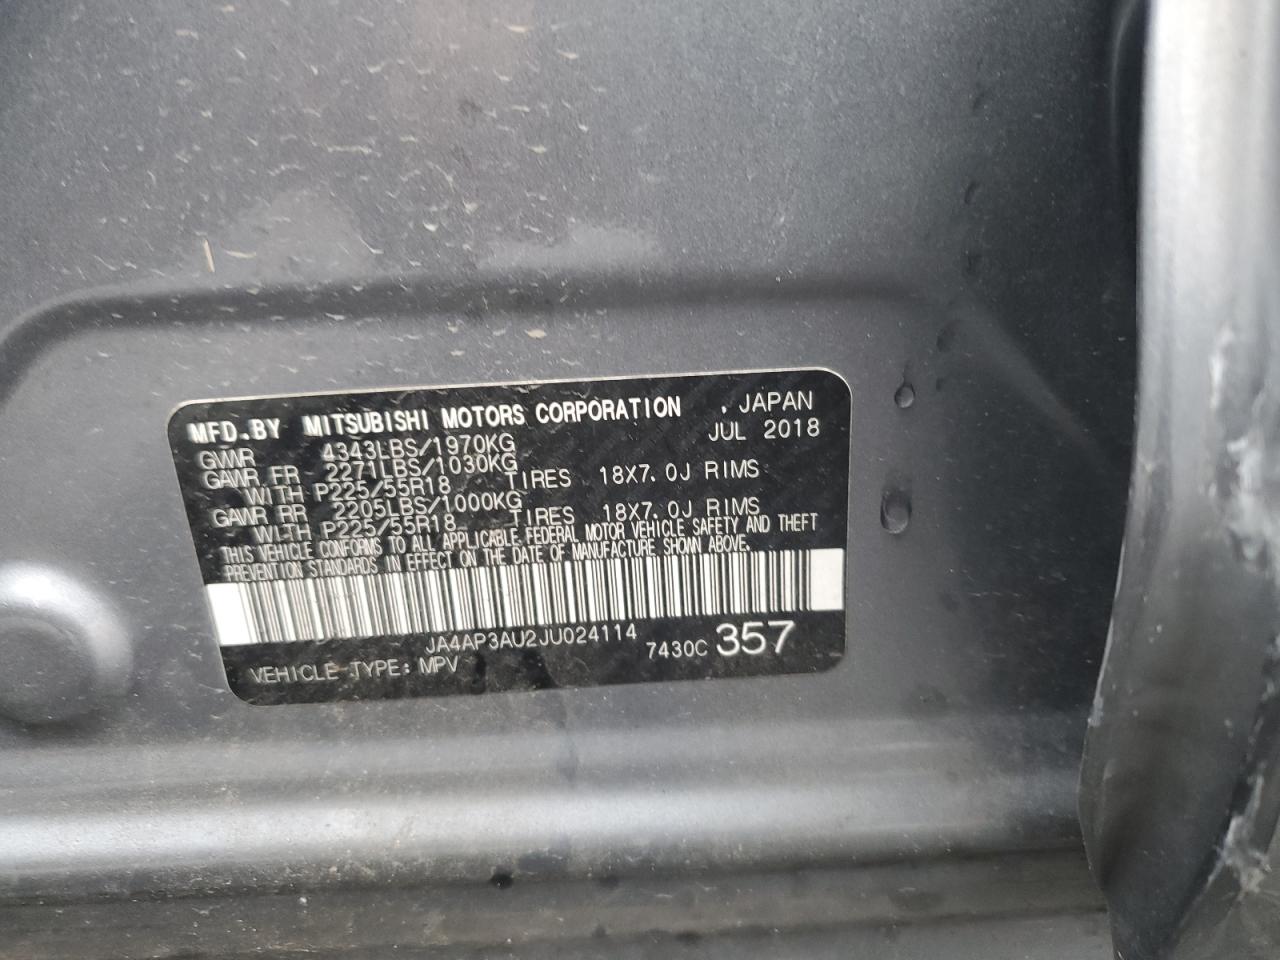 MFD.BY MITSUBISHI MOTORS CORPORATION , JAPAN
JUL 2018
GVWR 4343LBS/1970KG
GAWR FR 2271LBS/1030KG
WITH P225/55R18 TIRES 18X7.0J RIMS
GAWR RR 2205LBS/1000KG
WITH P225/55R18 TIRES 18X7.0J RIMS
THIS VEHICLE CONFORMS TO ALL APPLICABLE FEDERAL MOTOR VEHICLE SAFETY AND THEFT
PREVENTION STANDARDS IN EFFECT ON THE DATE OF MANUFACTURE SHOWN ABOVE.
JA4AP3AU2JU024114 7430C 357
VEHICLE TYPE: MPV